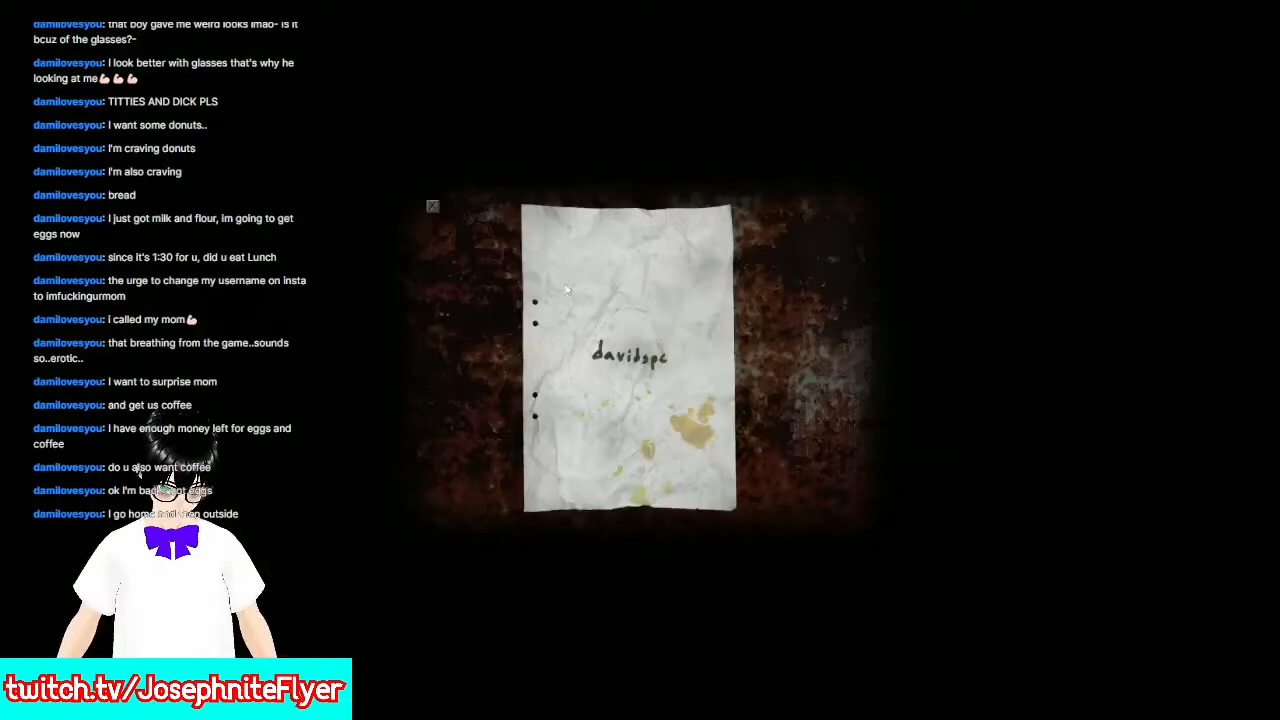 damilovesyou: that boy gave me weird looks lmao- is it
bcuz of the glasses?-
damilovesyou: I look better with glasses that's why he
looking at me💪🏻💪🏻💪🏻
damilovesyou: TITTIES AND DICK PLS
damilovesyou: I want some donuts..
damilovesyou: I'm craving donuts
damilovesyou: I'm also craving
damilovesyou: bread
damilovesyou: I just got milk and flour, im going to get
eggs now
damilovesyou: since it's 1:30 for u, did u eat Lunch
damilovesyou: the urge to change my username on insta
to imfuckingurmom
damilovesyou: i called my mom💪🏻
damilovesyou: that breathing from the game..sounds
so..erotic..
damilovesyou: I want to surprise mom
damilovesyou: and get us coffee
damilovesyou: I have enough money left for eggs and
coffee
damilovesyou: do u also want coffee
damilovesyou: ok I'm back got eggs
damilovesyou: I go home outside
davidspc
twitch.tv/JosephniteFlyer